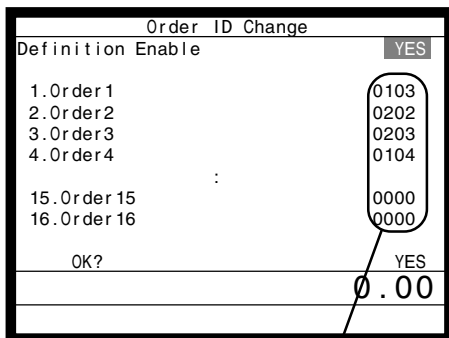 Order ID Change
Definition Enable YES
1.Order1 0103
2.Order2 0202
3.Order3 0203
4.Order4 0104
:
15.Order15 0000
16.Order16 0000
OK? YES
0.00